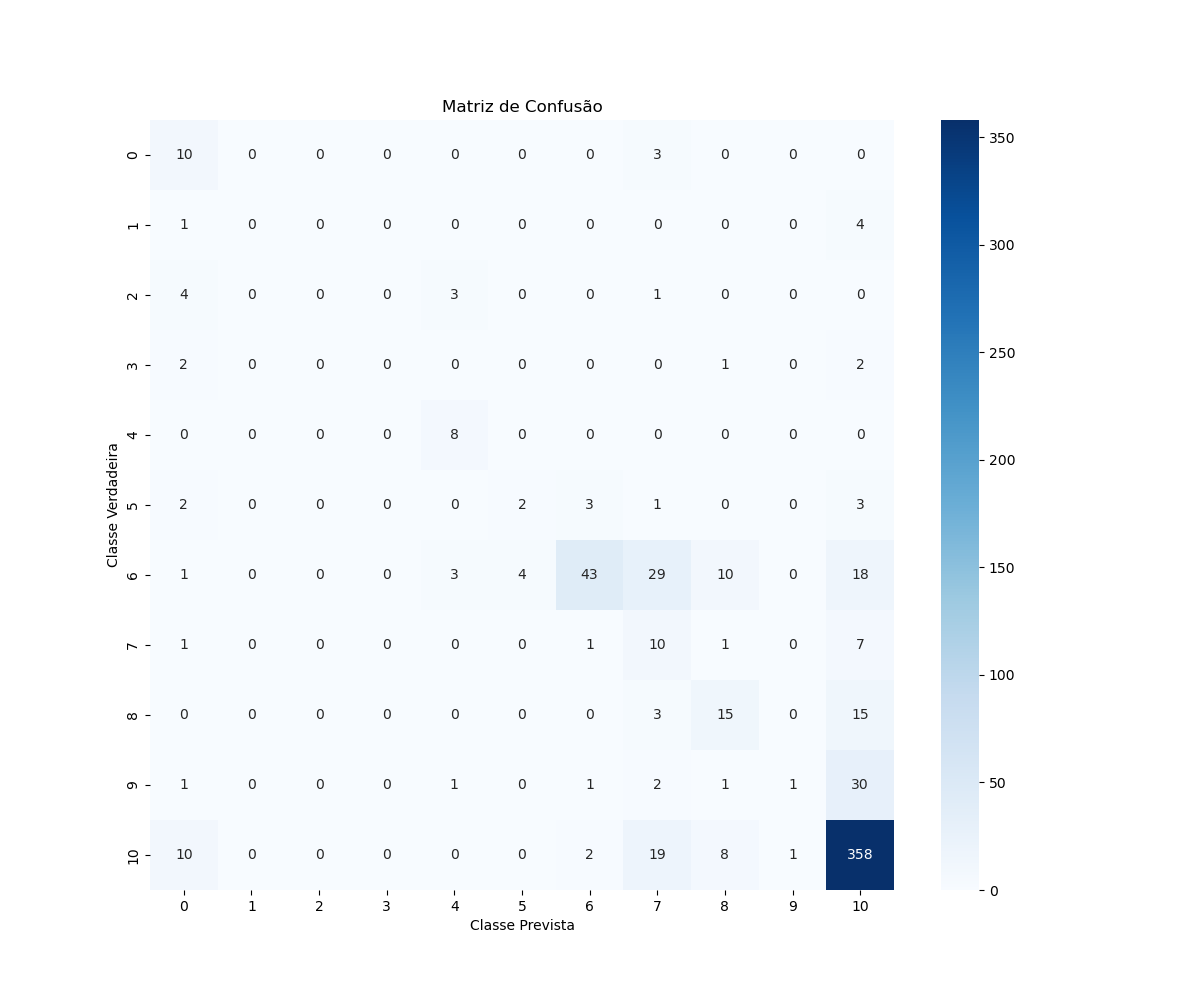 Matriz de Confusão
0 10 0 0 0 0 0 0 3 0 0 0
1 1 0 0 0 0 0 0 0 0 0 4
2 4 0 0 0 3 0 0 1 0 0 0
3 2 0 0 0 0 0 0 0 1 0 2
4 0 0 0 0 8 0 0 0 0 0 0
5 2 0 0 0 0 2 3 1 0 0 3
6 1 0 0 0 3 4 43 29 10 0 18
7 1 0 0 0 0 0 1 10 1 0 7
8 0 0 0 0 0 0 0 3 15 0 15
9 1 0 0 0 1 0 1 2 1 1 30
10 10 0 0 0 0 0 2 19 8 1 358
0 1 2 3 4 5 6 7 8 9 10
Classe Prevista
Classe Verdadeira
350
300
250
200
150
100
50
0